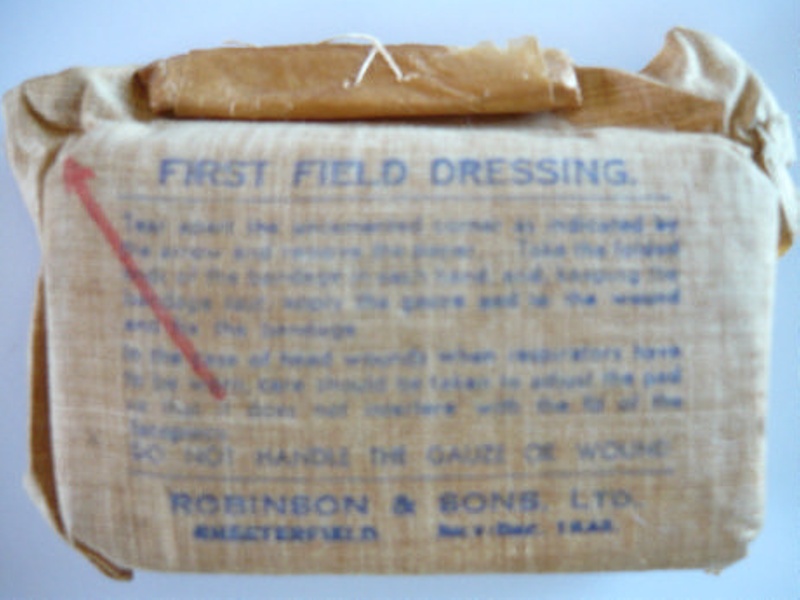 FIRST FIELD DRESSING.
Tear apart the uncemented corner as indicated by
the arrow and remove the Take the folded
ends of the bandage in each hand, and, keeping the
bandage taut, apply the gauze pad to the wound
and fix the bandage.
In the case of head wounds when respirators have
to be worn, care should be taken to adjust the pad
so that it does not interfere with the fit of the
facepiece.
DO NOT HANDLE THE GAUZE OR WOUND
ROBINSON & SONS, LTD.
CHESTERFIELD